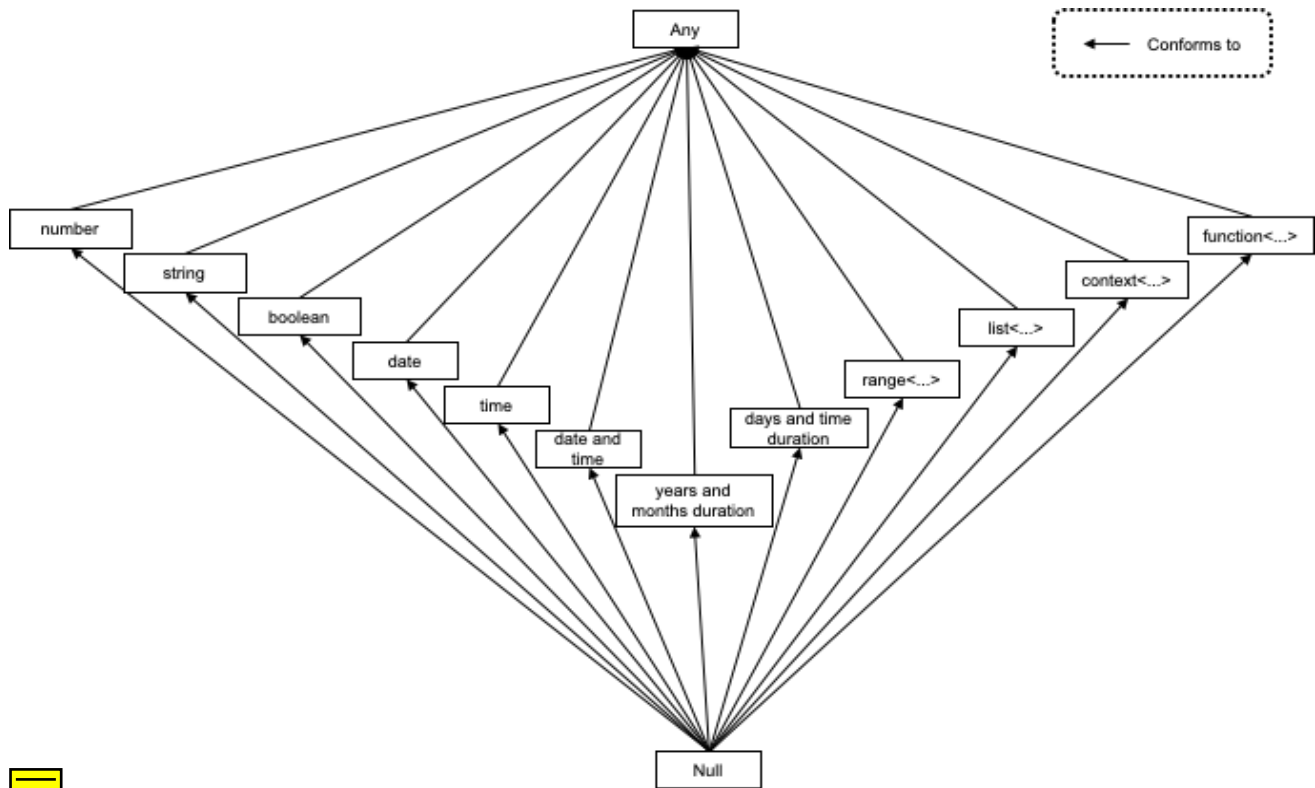 Any
Conforms to
number
function<...>
string
context<...>
boolean
list<...>
date
range<...>
time
days and time
duration
date and
time
years and
months duration
Null